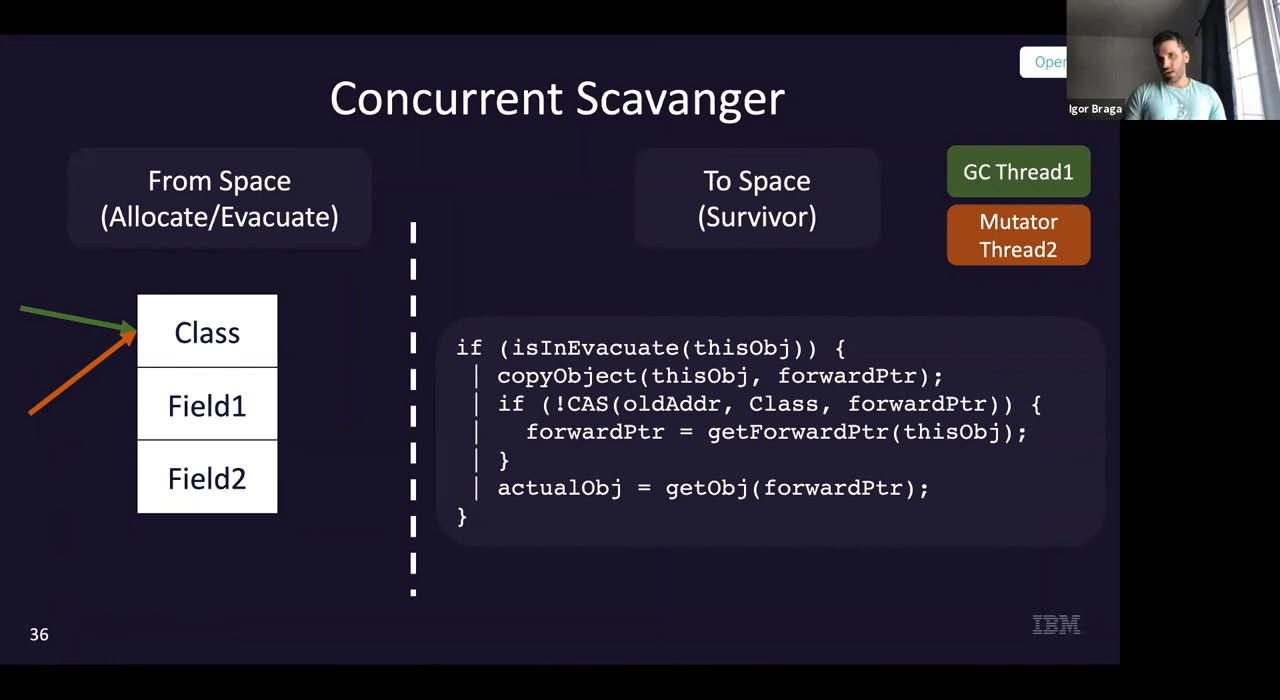 Open
Igor Braga
Concurrent Scavanger
From Space
(Allocate/Evacuate)
To Space
(Survivor)
GC Thread1
Mutator
Thread2
Class
Field1
Field2
if (isInEvacuate(thisObj)) {
| copyObject(thisObj, forwardPtr);
| if (!CAS(oldAddr, Class, forwardPtr)) {
|   forwardPtr = getForwardPtr(thisObj);
| }
| actualObj = getObj(forwardPtr);
}
36
IBM